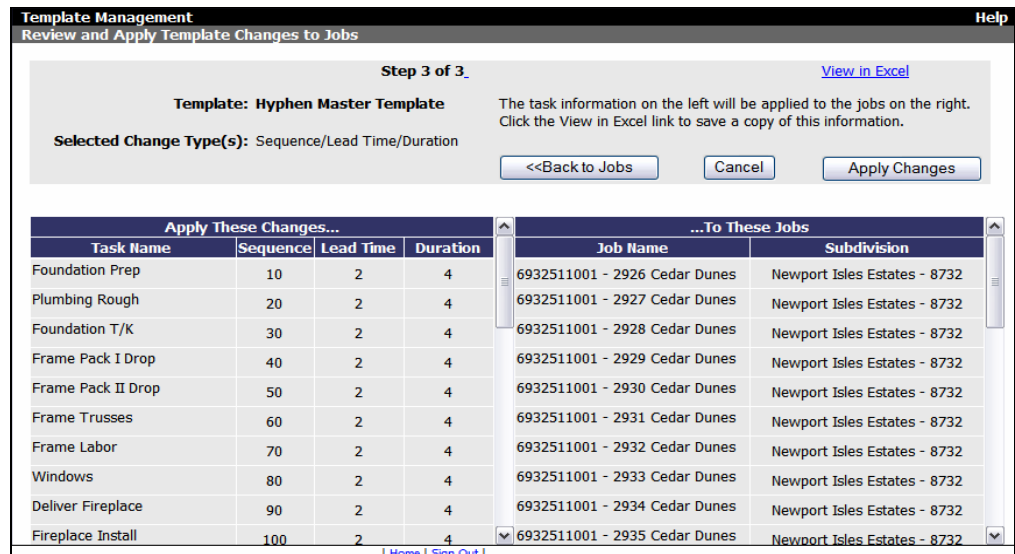 Template Management Help
Review and Apply Template Changes to Jobs
Step 3 of 3
View in Excel
Template: Hyphen Master Template
The task information on the left will be applied to the jobs on the right.
Click the View in Excel link to save a copy of this information.
Selected Change Type(s): Sequence/Lead Time/Duration
<<Back to Jobs Cancel Apply Changes
Apply These Changes... ...To These Jobs
Task Name Sequence Lead Time Duration Job Name Subdivision
Foundation Prep 10 2 4 6932511001 - 2926 Cedar Dunes Newport Isles Estates - 8732
Plumbing Rough 20 2 4 6932511001 - 2927 Cedar Dunes Newport Isles Estates - 8732
Foundation T/K 30 2 4 6932511001 - 2928 Cedar Dunes Newport Isles Estates - 8732
Frame Pack I Drop 40 2 4 6932511001 - 2929 Cedar Dunes Newport Isles Estates - 8732
Frame Pack II Drop 50 2 4 6932511001 - 2930 Cedar Dunes Newport Isles Estates - 8732
Frame Trusses 60 2 4 6932511001 - 2931 Cedar Dunes Newport Isles Estates - 8732
Frame Labor 70 2 4 6932511001 - 2932 Cedar Dunes Newport Isles Estates - 8732
Windows 80 2 4 6932511001 - 2933 Cedar Dunes Newport Isles Estates - 8732
Deliver Fireplace 90 2 4 6932511001 - 2934 Cedar Dunes Newport Isles Estates - 8732
Fireplace Install 100 2 4 6932511001 - 2935 Cedar Dunes Newport Isles Estates - 8732
| Home | Sign Out |